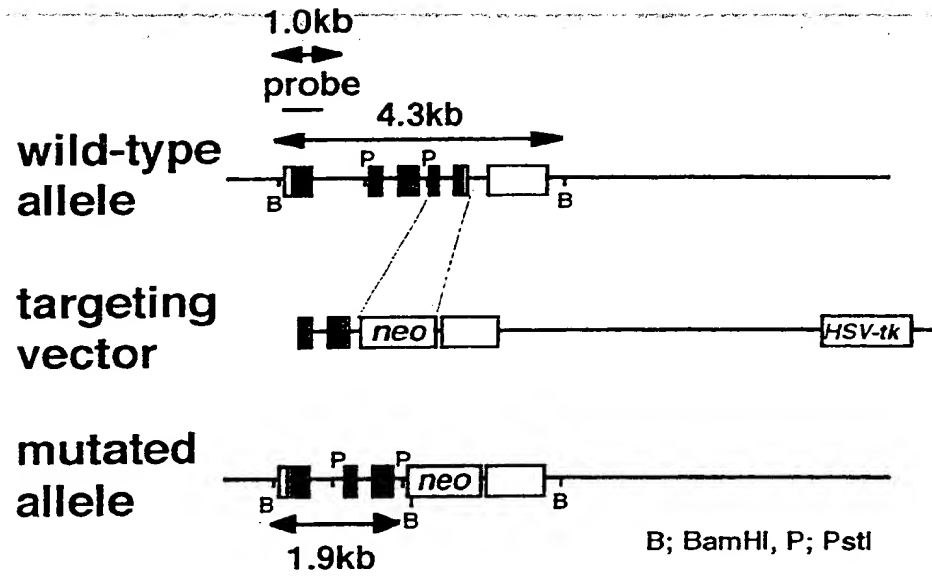 1.0kb
probe
4.3kb
wild-type
allele
P P
B B
targeting
vector
neo
HSV-tk
mutated
allele
P P
neo
B B B
1.9kb
B; BamHI, P; PstI